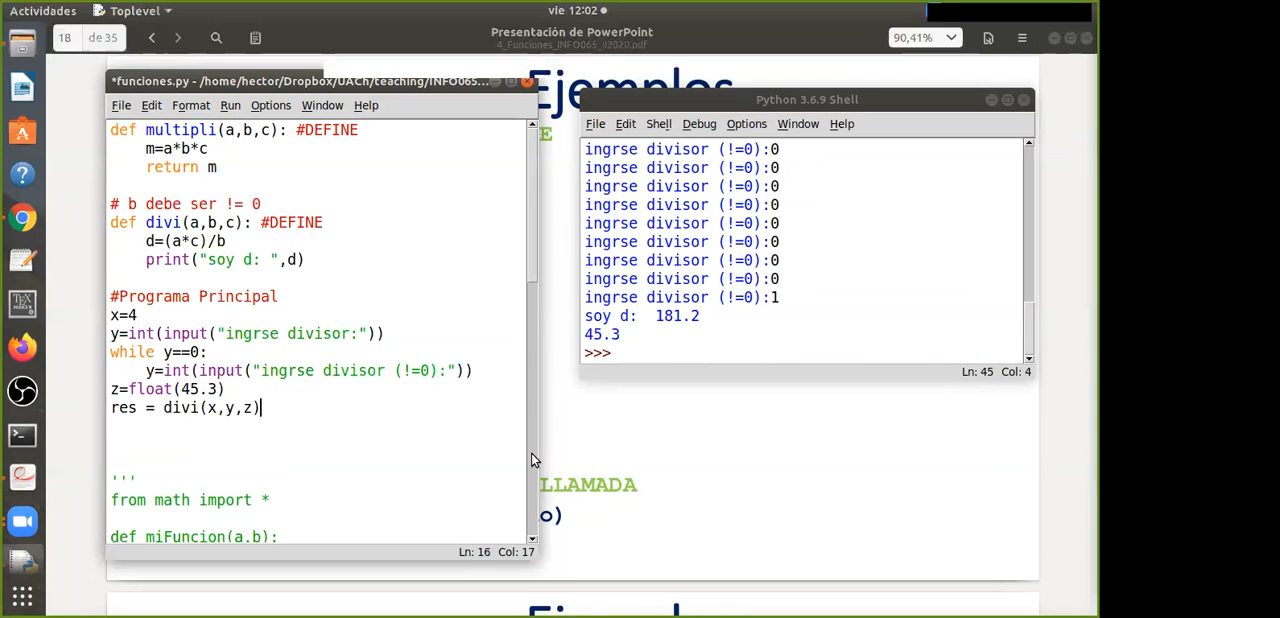 Actividades
Toplevel
vie 12:02
18
de 35
Presentación de PowerPoint
4_Funciones_INFO065_II2020.pdf
90,41%
Ejemplos
*funciones.py - /home/hector/Dropbox/UACh/teaching/INFO065...
File Edit Format Run Options Window Help
def multipli(a,b,c): #DEFINE
m=a*b*c
return m
# b debe ser != 0
def divi(a,b,c): #DEFINE
d=(a*c)/b
print("soy d: ",d)
#Programa Principal
x=4
y=int(input("ingrse divisor:"))
while y==0:
y=int(input("ingrse divisor (!=0):"))
z=float(45.3)
res = divi(x,y,z)
'''
from math import *
def miFuncion(a,b):
Ln: 16 Col: 17
E
Python 3.6.9 Shell
File Edit Shell Debug Options Window Help
ingrse divisor (!=0):0
ingrse divisor (!=0):0
ingrse divisor (!=0):0
ingrse divisor (!=0):0
ingrse divisor (!=0):0
ingrse divisor (!=0):0
ingrse divisor (!=0):0
ingrse divisor (!=0):0
ingrse divisor (!=0):1
soy d:  181.2
45.3
>>>
Ln: 45 Col: 4
LLAMADA
o)